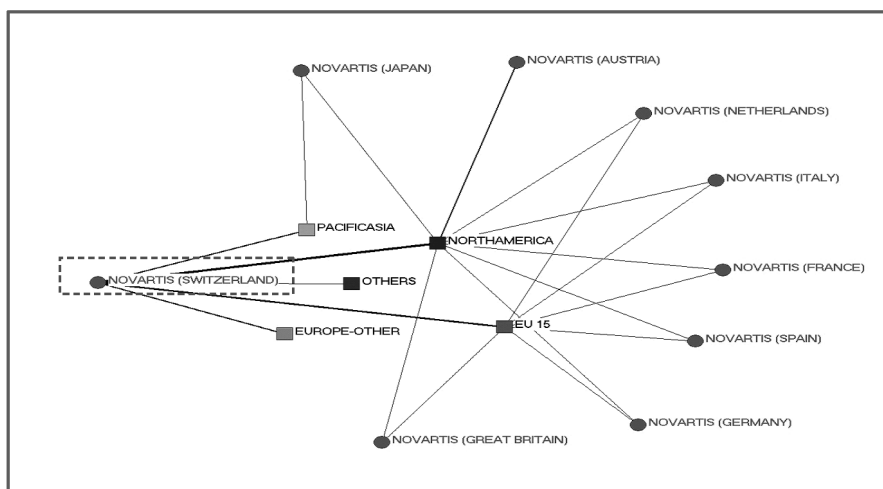 NOVARTIS (JAPAN)
NOVARTIS (AUSTRIA)
NOVARTIS (NETHERLANDS)
NOVARTIS (ITALY)
PACIFICASIA
NORTHAMERICA
NOVARTIS (SWITZERLAND)
OTHERS
NOVARTIS (FRANCE)
EUROPE-OTHER
EU 15
NOVARTIS (SPAIN)
NOVARTIS (GERMANY)
NOVARTIS (GREAT BRITAIN)